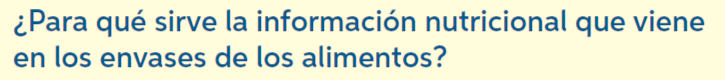 ¿Para qué sirve la información nutricional que viene
en los envases de los alimentos?